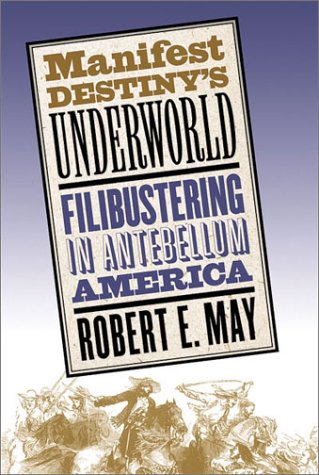 Manifest
DESTINY'S
UNDERWORLD
FILIBUSTERING
IN ANTEBELLUM
AMERICA
ROBERT E. MAY